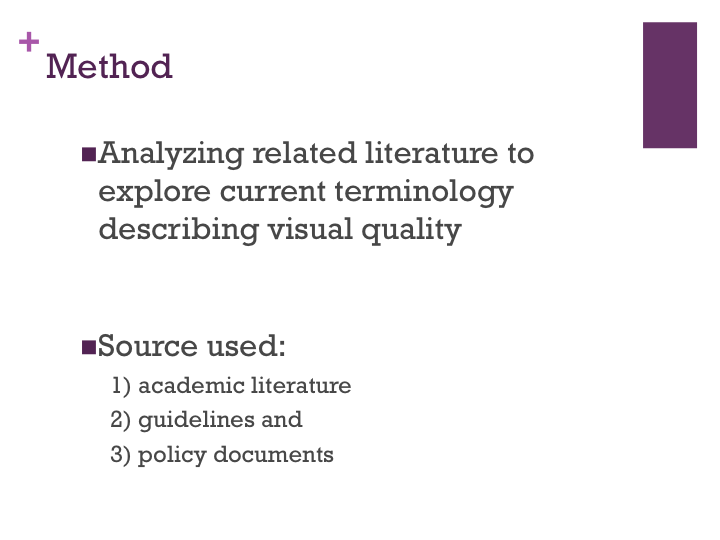 +
Method
■Analyzing related literature to
explore current terminology
describing visual quality
■Source used:
1) academic literature
2) guidelines and
3) policy documents